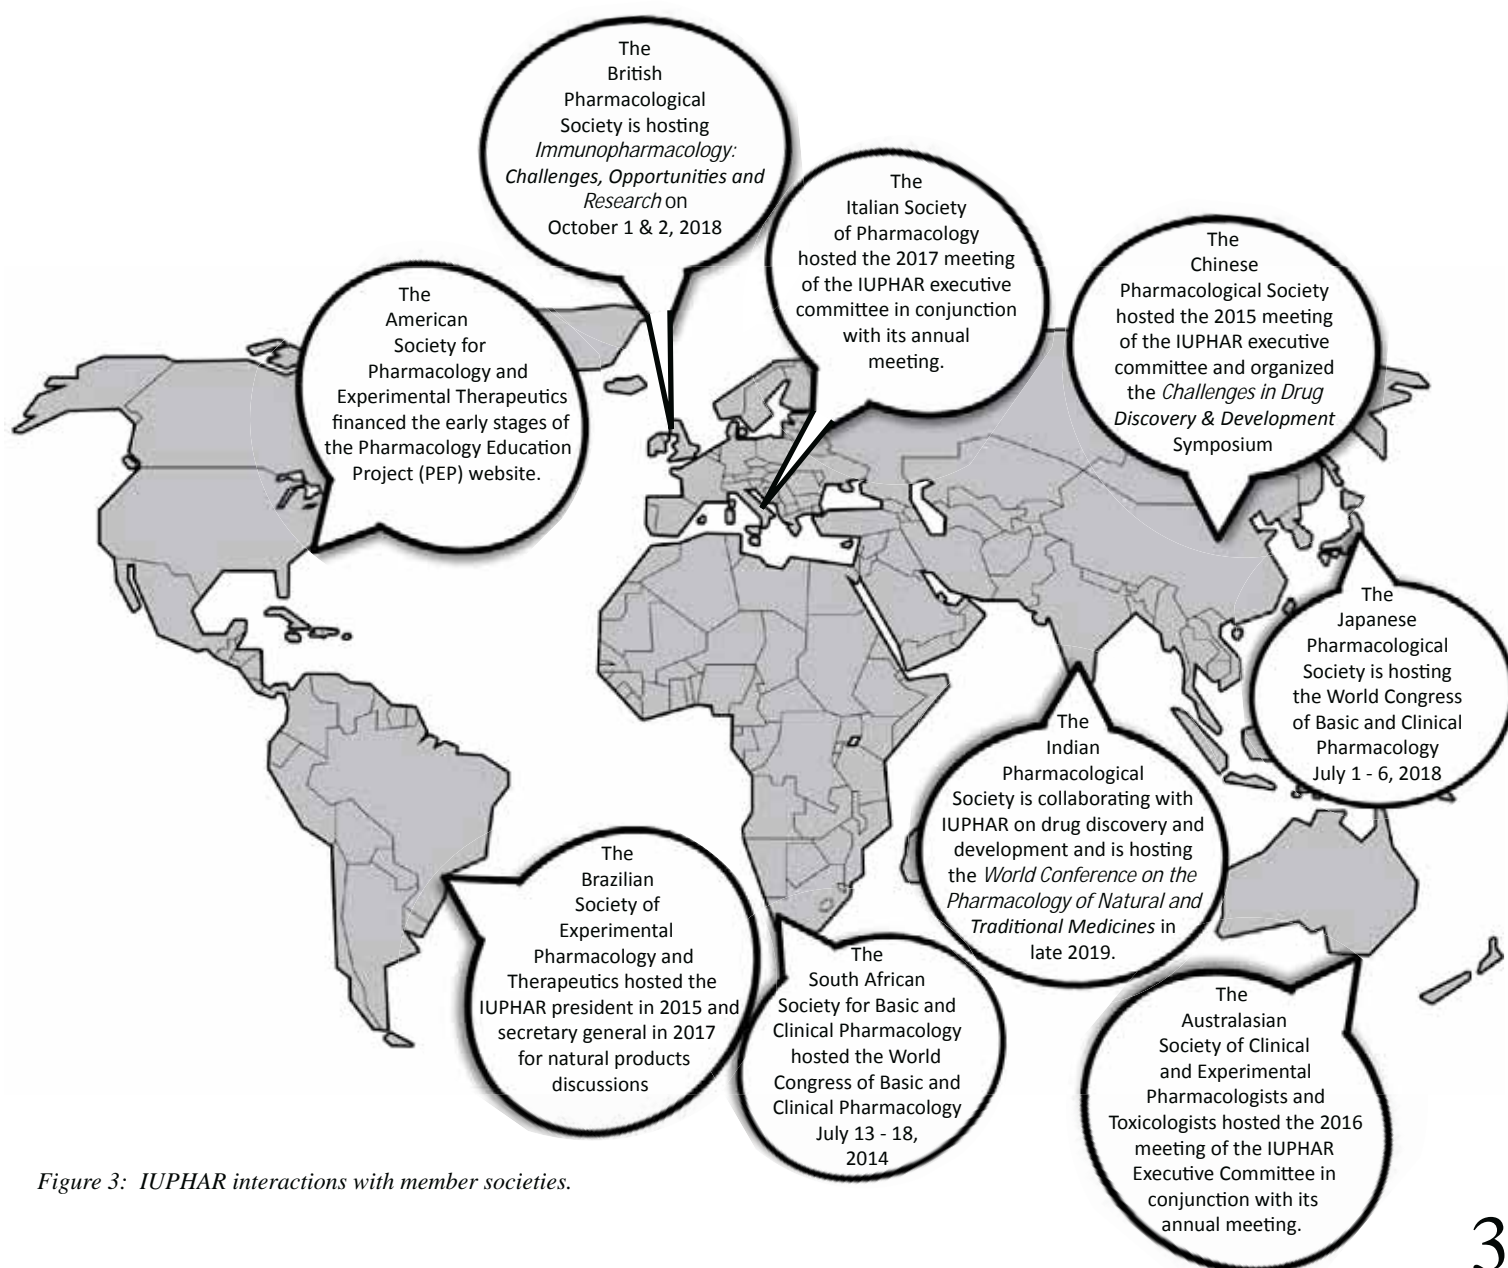 The
British
Pharmacological
Society is hosting
Immunopharmacology:
Challenges, Opportunities and
Research on
October 1 & 2, 2018
The
Italian Society
of Pharmacology
hosted the 2017 meeting
of the IUPHAR executive
committee in conjunction
with its annual
meeting.
The
Chinese
Pharmacological Society
hosted the 2015 meeting
of the IUPHAR executive
committee and organized
the Challenges in Drug
Discovery & Development
Symposium
The
American
Society for
Pharmacology and
Experimental Therapeutics
financed the early stages of
the Pharmacology Education
Project (PEP) website.
The
Japanese
Pharmacological
Society is hosting
the World Congress
of Basic and Clinical
Pharmacology
July 1 - 6, 2018
The
Indian
Pharmacological
Society is collaborating with
IUPHAR on drug discovery and
development and is hosting
the World Conference on the
Pharmacology of Natural and
Traditional Medicines in
late 2019.
The
Brazilian
Society of
Experimental
Pharmacology and
Therapeutics hosted the
IUPHAR president in 2015 and
secretary general in 2017
for natural products
discussions
The
South African
Society for Basic and
Clinical Pharmacology
hosted the World
Congress of Basic and
Clinical Pharmacology
July 13 - 18,
2014
The
Australasian
Society of Clinical
and Experimental
Pharmacologists and
Toxicologists hosted the 2016
meeting of the IUPHAR
Executive Committee in
conjunction with its
annual meeting.
Figure 3: IUPHAR interactions with member societies.
3